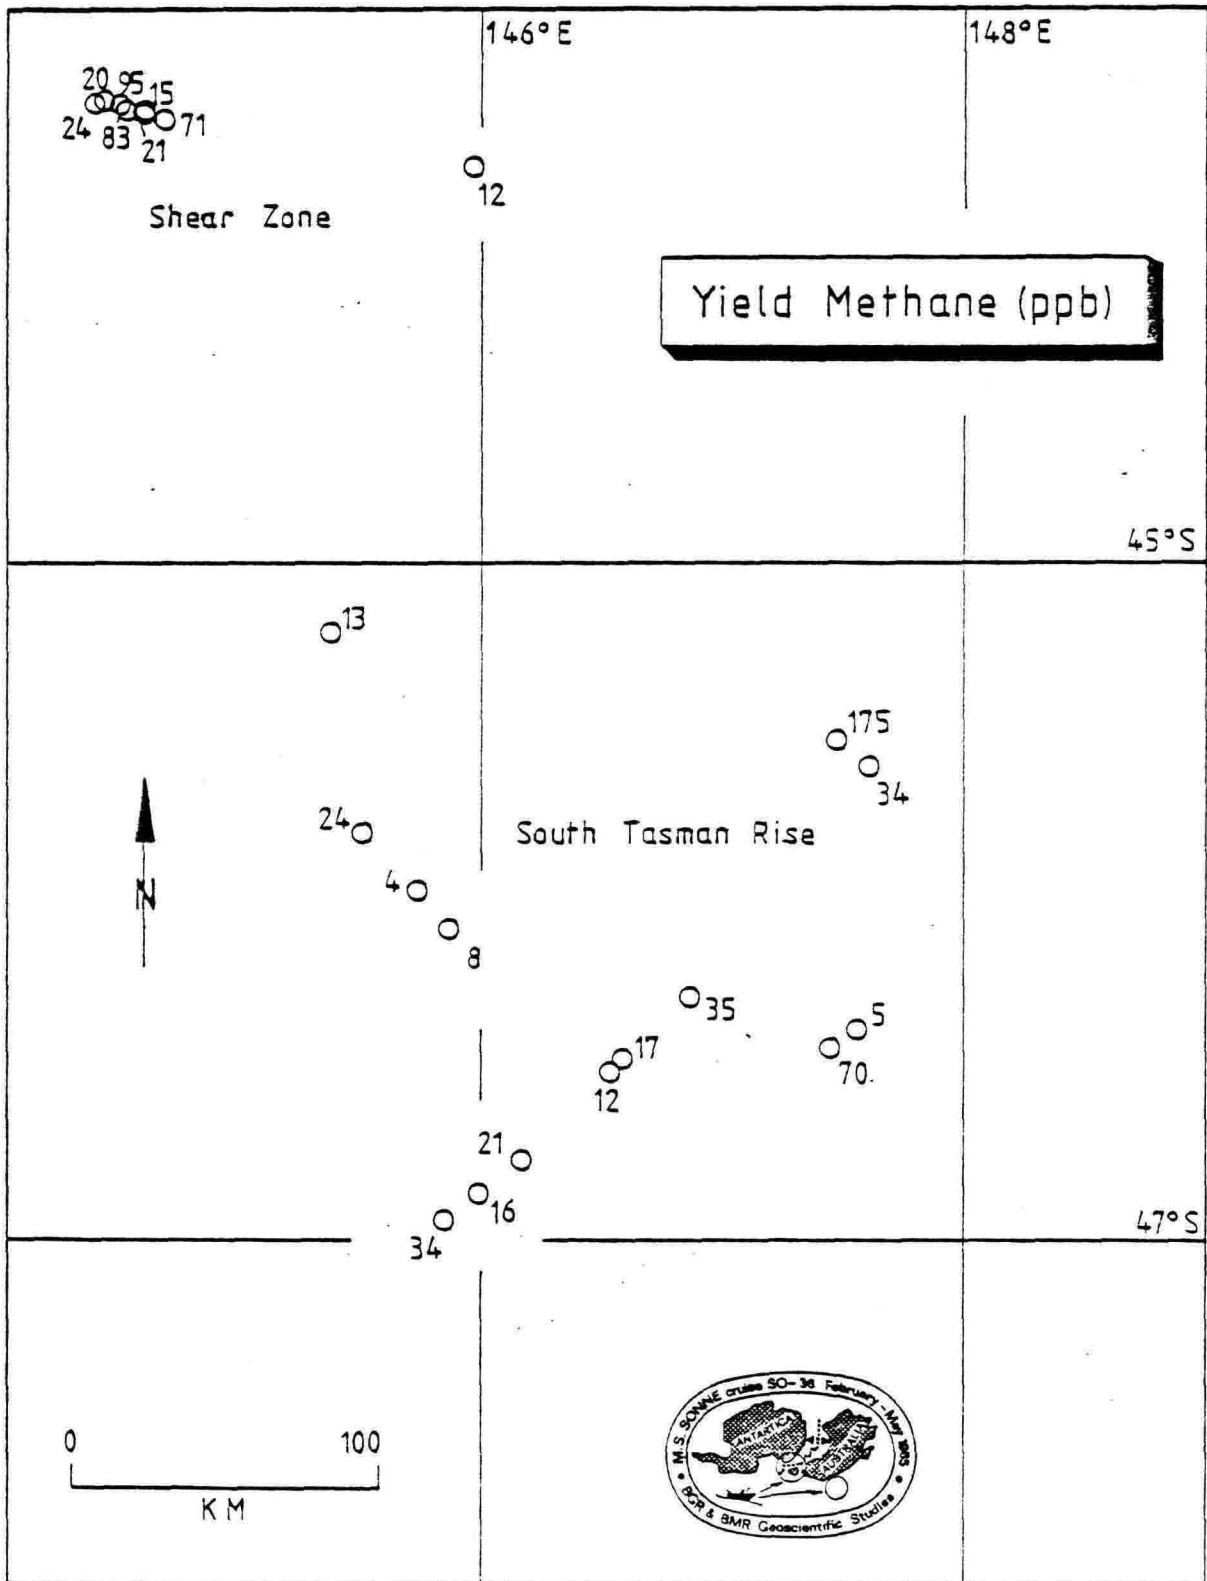 146°E
148°E
20 95 15
24 83 21 71
12
Shear Zone
Yield Methane (ppb)
45°S
13
175
34
24
South Tasman Rise
4
8
N
35
5
17
70
12
21
16
34
47°S
0 100
KM
M.S. SONNE cruise SO-36 February - May 1985
ANTARTICA
AUSTRALIA
BGR & BMR Geoscientific Studies